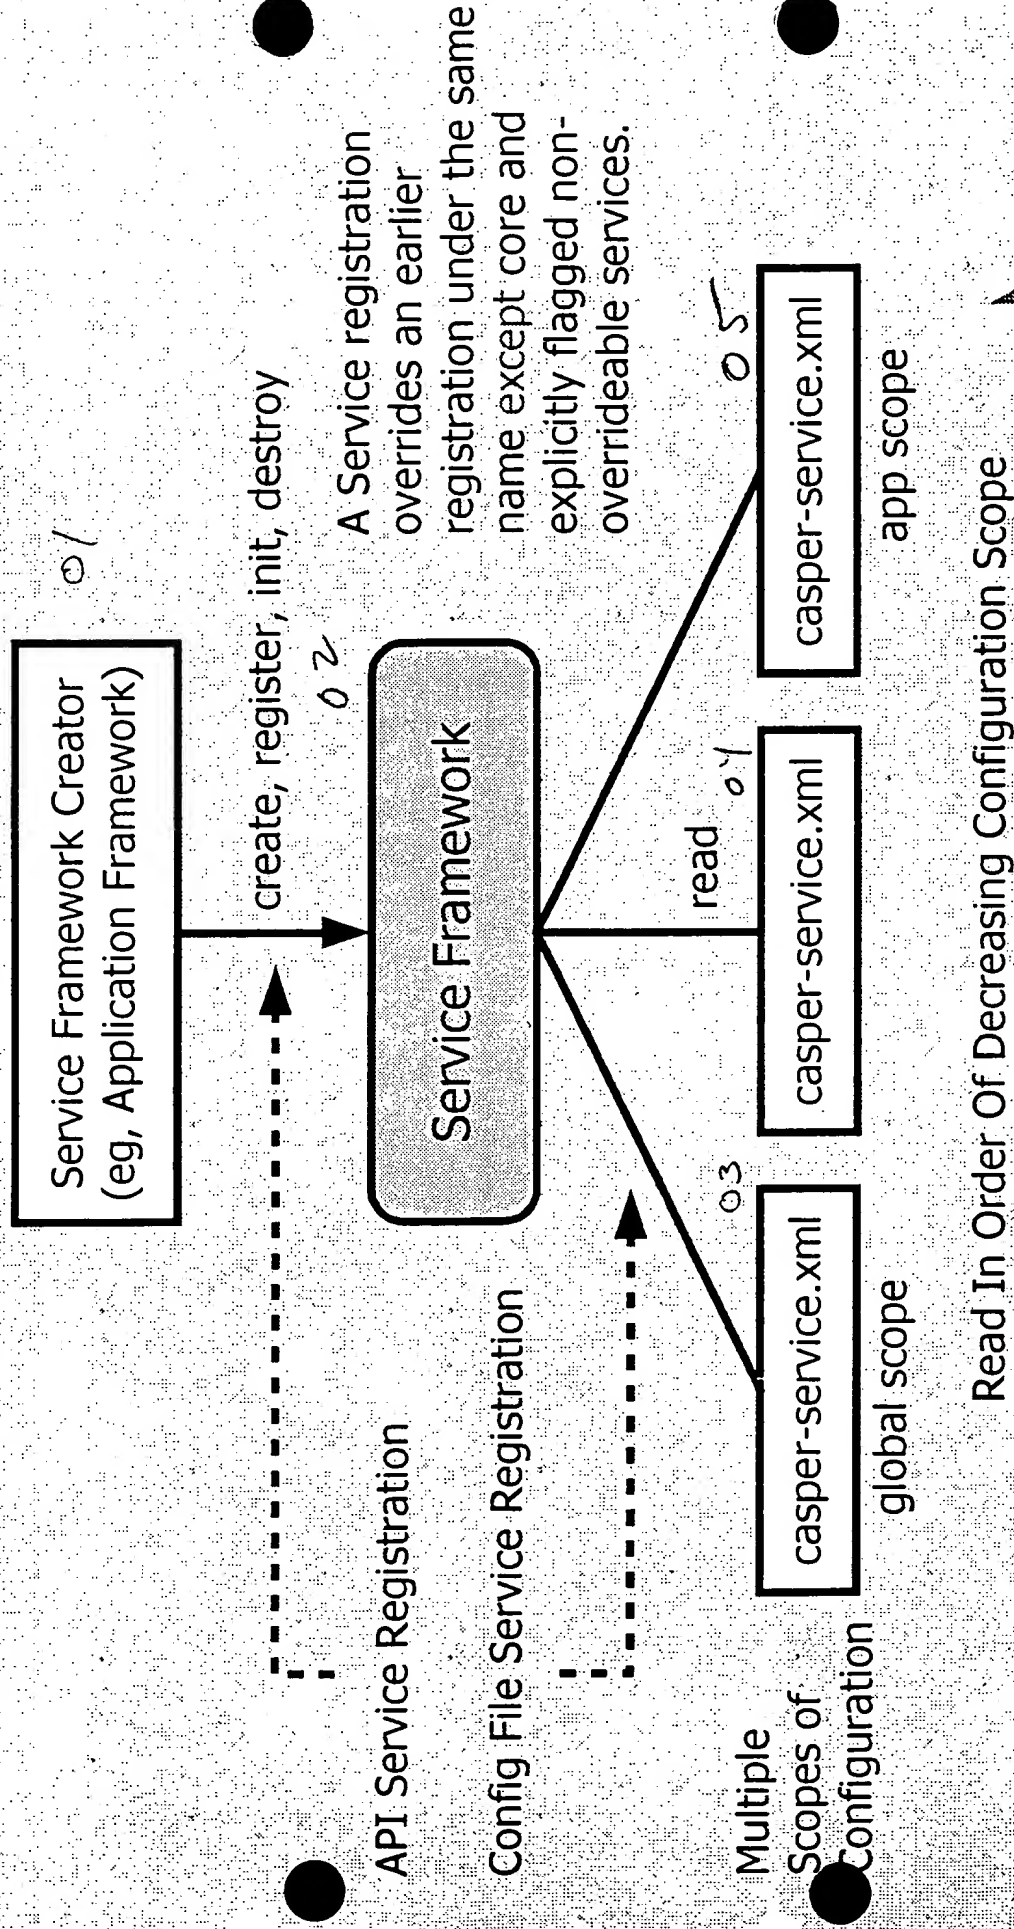 Service Framework Creator
(eg, Application Framework)
01
create, register, init, destroy
02
API Service Registration
Service Framework
A Service registration
overrides an earlier
registration under the same
name except core and
explicitly flagged non-
overrideable services.
Config File Service Registration
read
03
04
05
Multiple
Scopes of
Configuration
casper-service.xml
casper-service.xml
casper-service.xml
global scope
app scope
Read In Order Of Decreasing Configuration Scope